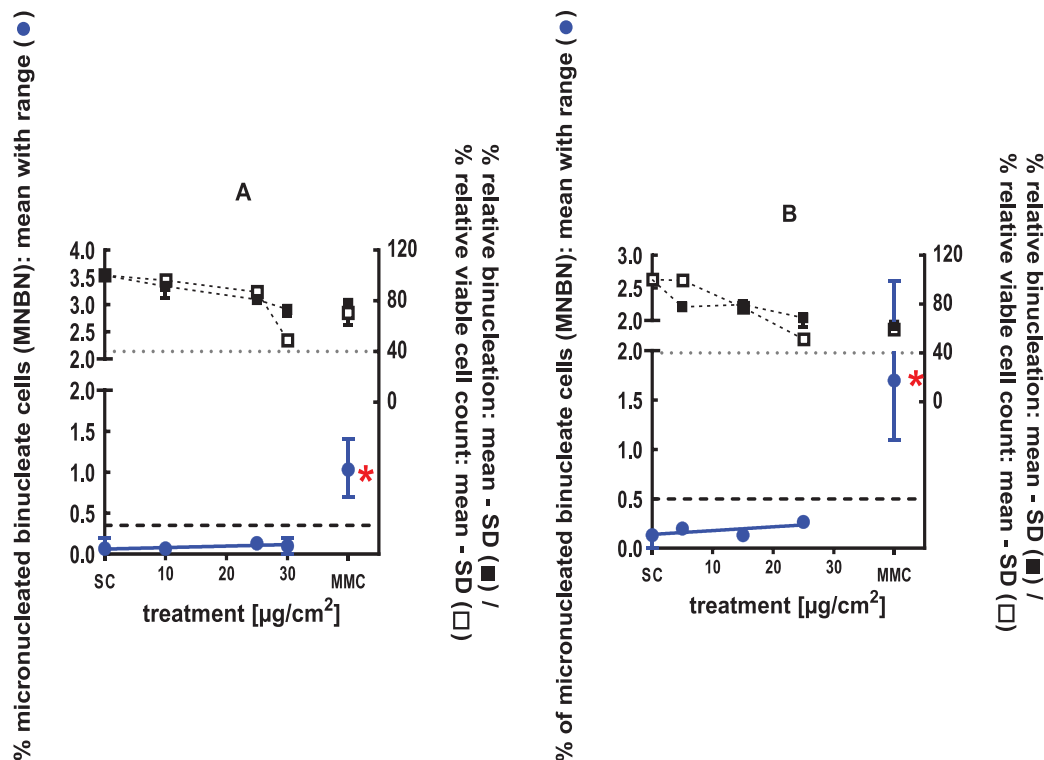 % micronucleated binucleate cells (MNBN): mean with range (●)
A
4.0
3.5
3.0
2.5
2.0
2.0
1.5
1.0
0.5
0.0
120
80
40
0
*
SC
10
20
30
MMC
treatment [µg/cm²]
% relative binucleation: mean - SD (■) /
% relative viable cell count: mean - SD (□)
% of micronucleated binucleate cells (MNBN): mean with range (●)
B
3.0
2.5
2.0
2.0
1.5
1.0
0.5
0.0
120
80
40
0
*
SC
10
20
30
MMC
treatment [µg/cm²]
% relative binucleation: mean - SD (■) /
% relative viable cell count: mean - SD (□)